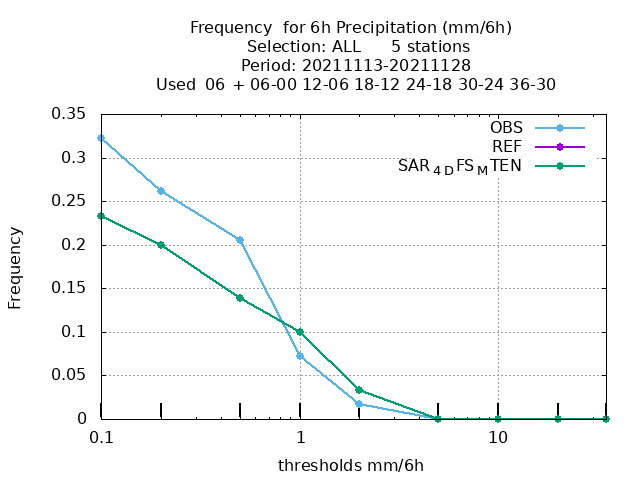 Frequency  for 6h Precipitation (mm/6h)
Selection: ALL      5 stations
Period: 20211113-20211128
Used  06 + 06-00 12-06 18-12 24-18 30-24 36-30
OBS
REF
SAR4DFSMTEN
0.35
0.3
0.25
0.2
0.15
0.1
0.05
0
Frequency
0.1
1
10
thresholds mm/6h